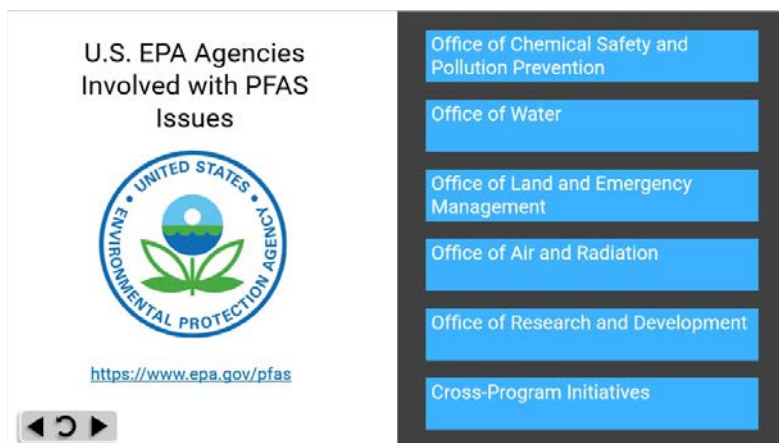 U.S. EPA Agencies
Involved with PFAS
Issues
UNITED STATES
ENVIRONMENTAL PROTECTION AGENCY
https://www.epa.gov/pfas
Office of Chemical Safety and
Pollution Prevention
Office of Water
Office of Land and Emergency
Management
Office of Air and Radiation
Office of Research and Development
Cross-Program Initiatives